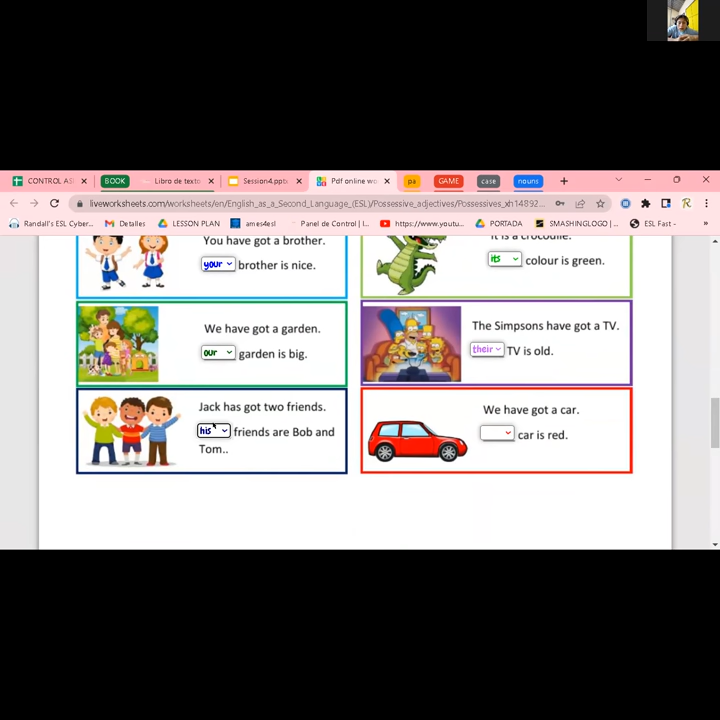 CONTROL AS
BOOK
Libro de texto
Session4.pptx
Pdf online wo
pa
GAME
case
nouns
liveworksheets.com/worksheets/en/English_as_a_Second_Language_(ESL)/Possessive_adjectives/Possessives_xh14892...
R
Randall's ESL Cyber...
Detalles
LESSON PLAN
ames4esl
Panel de Control |...
https://www.youtu...
PORTADA
SMASHINGLOGO |...
ESL Fast -
You have got a brother.
your brother is nice.
It is a crocodile.
its colour is green.
We have got a garden.
our garden is big.
The Simpsons have got a TV.
their TV is old.
Jack has got two friends.
his friends are Bob and
Tom..
We have got a car.
car is red.